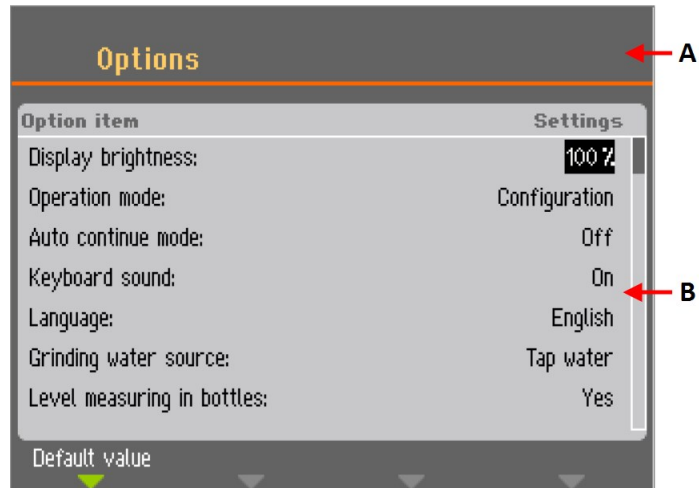 Options
A
Option item Settings
Display brightness: 100 %
Operation mode: Configuration
Auto continue mode: Off
Keyboard sound: On
B
Language: English
Grinding water source: Tap water
Level measuring in bottles: Yes
Default value